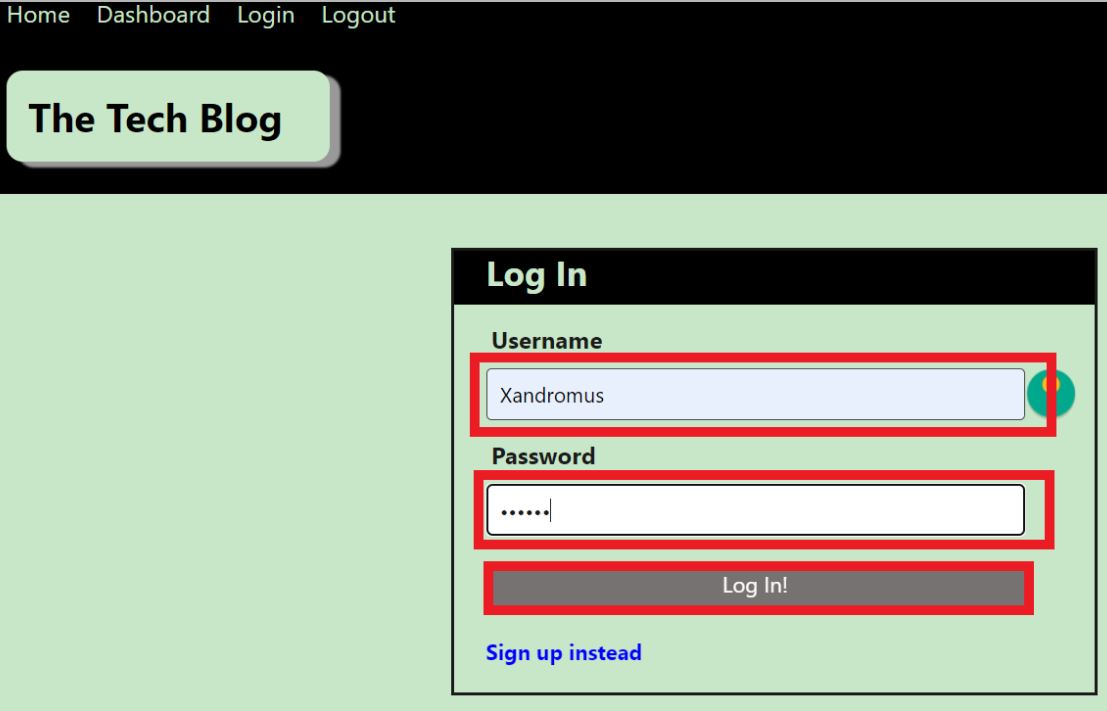 Home Dashboard Login Logout
The Tech Blog
Log In
Username
Xandromus
Password
••••••
Log In!
Sign up instead